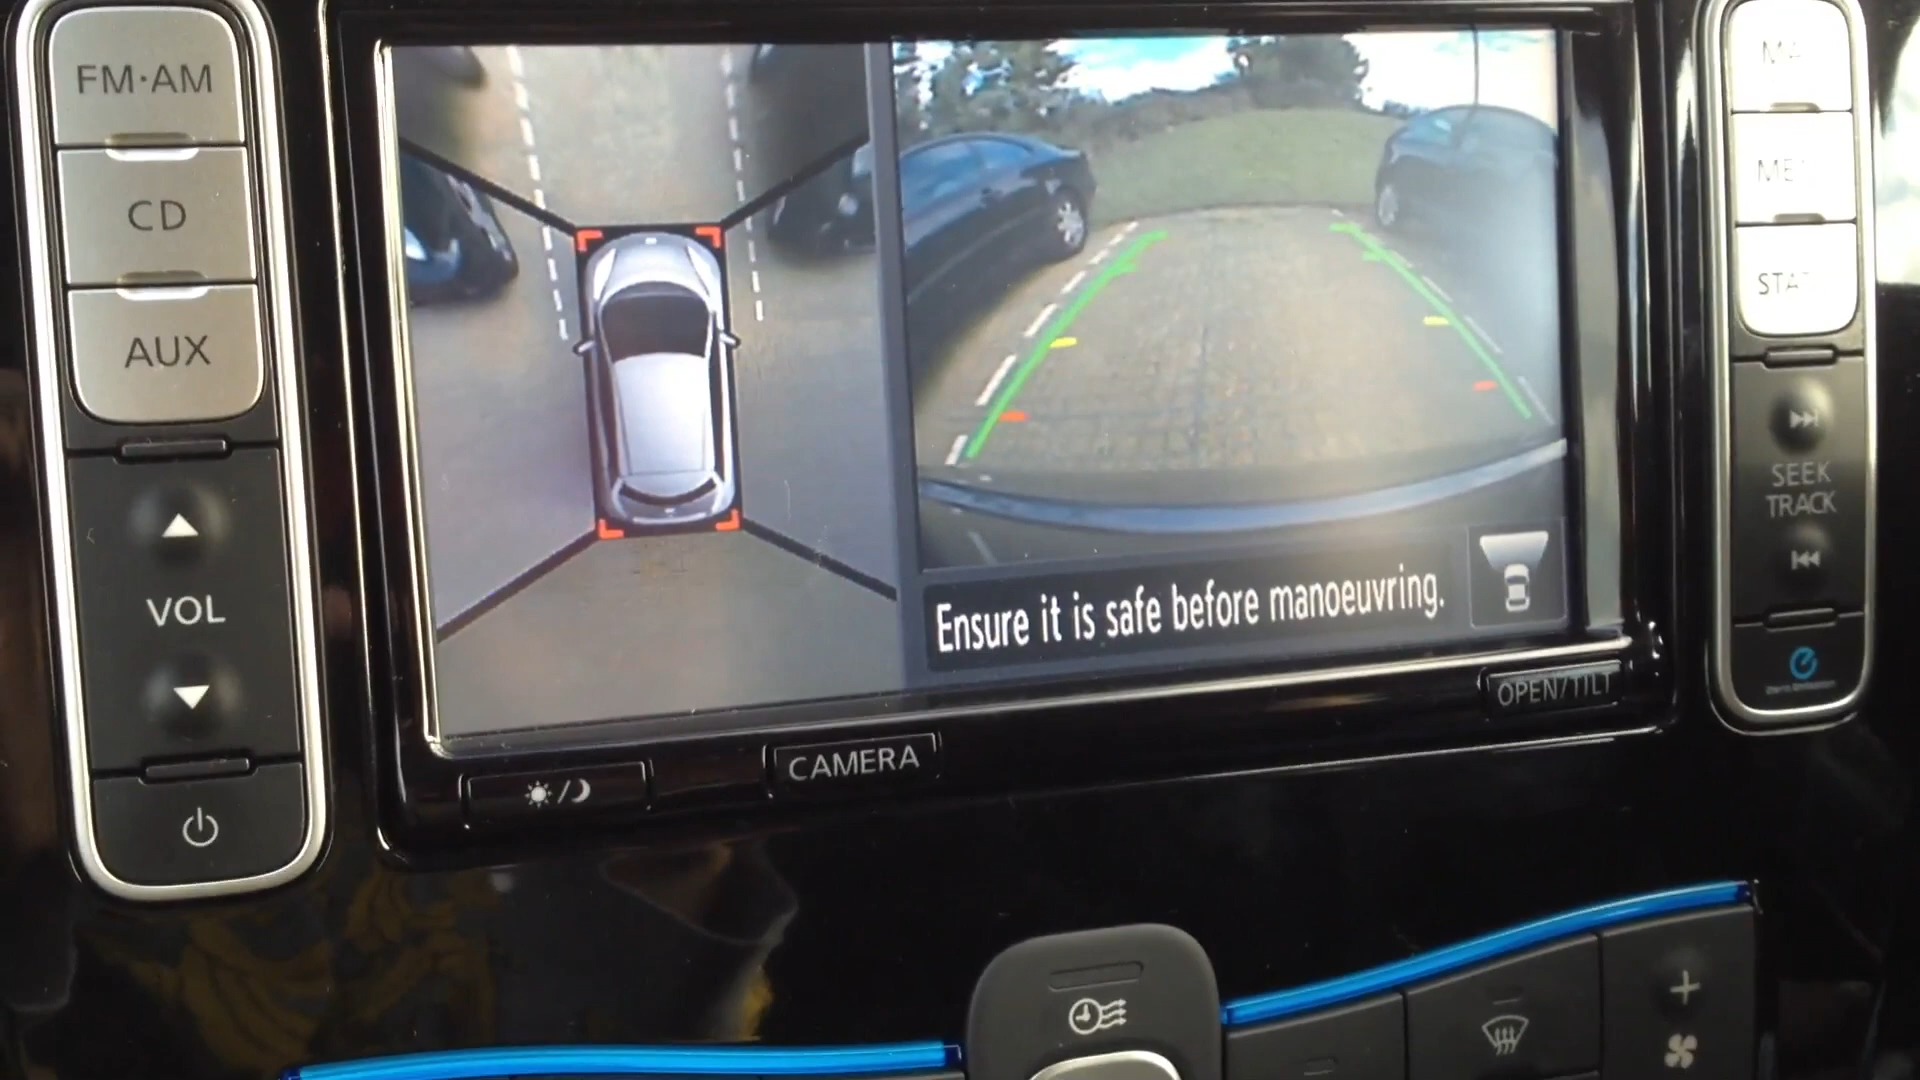 FM·AM
CD
AUX
VOL
Ensure it is safe before manoeuvring.
CAMERA
OPEN/TILT
SEEK
TRACK